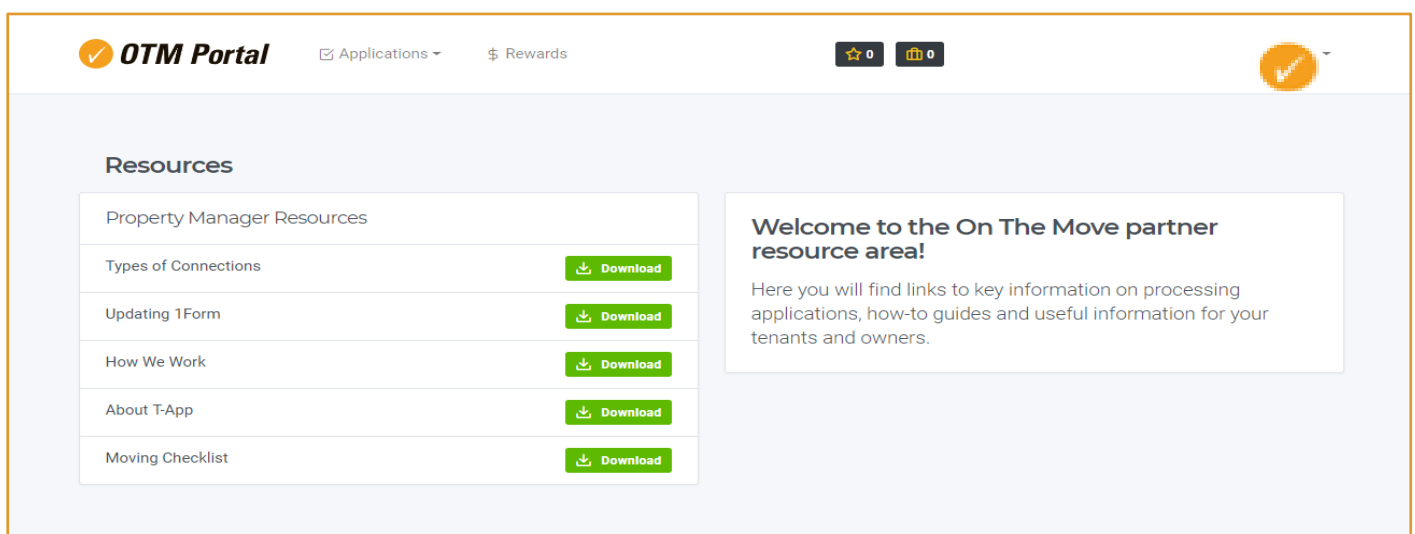 OTM Portal Applications $ Rewards 0 0
Resources
Property Manager Resources
Types of Connections Download
Updating 1Form Download
How We Work Download
About T-App Download
Moving Checklist Download
Welcome to the On The Move partner
resource area!
Here you will find links to key information on processing
applications, how-to guides and useful information for your
tenants and owners.